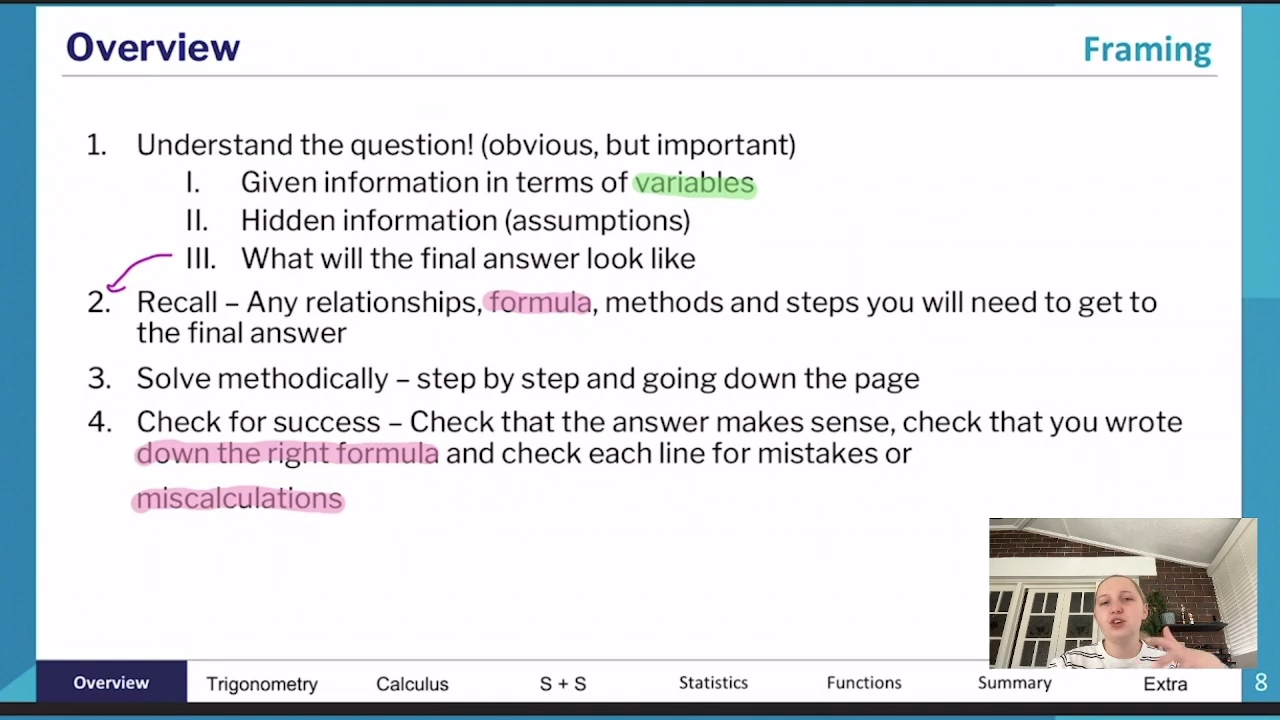 Overview
Framing
1. Understand the question! (obvious, but important)
I. Given information in terms of variables
II. Hidden information (assumptions)
III. What will the final answer look like
2. Recall – Any relationships, formula, methods and steps you will need to get to
the final answer
3. Solve methodically – step by step and going down the page
4. Check for success – Check that the answer makes sense, check that you wrote
down the right formula and check each line for mistakes or
miscalculations
Overview Trigonometry Calculus S + S Statistics Functions Summary Extra 8